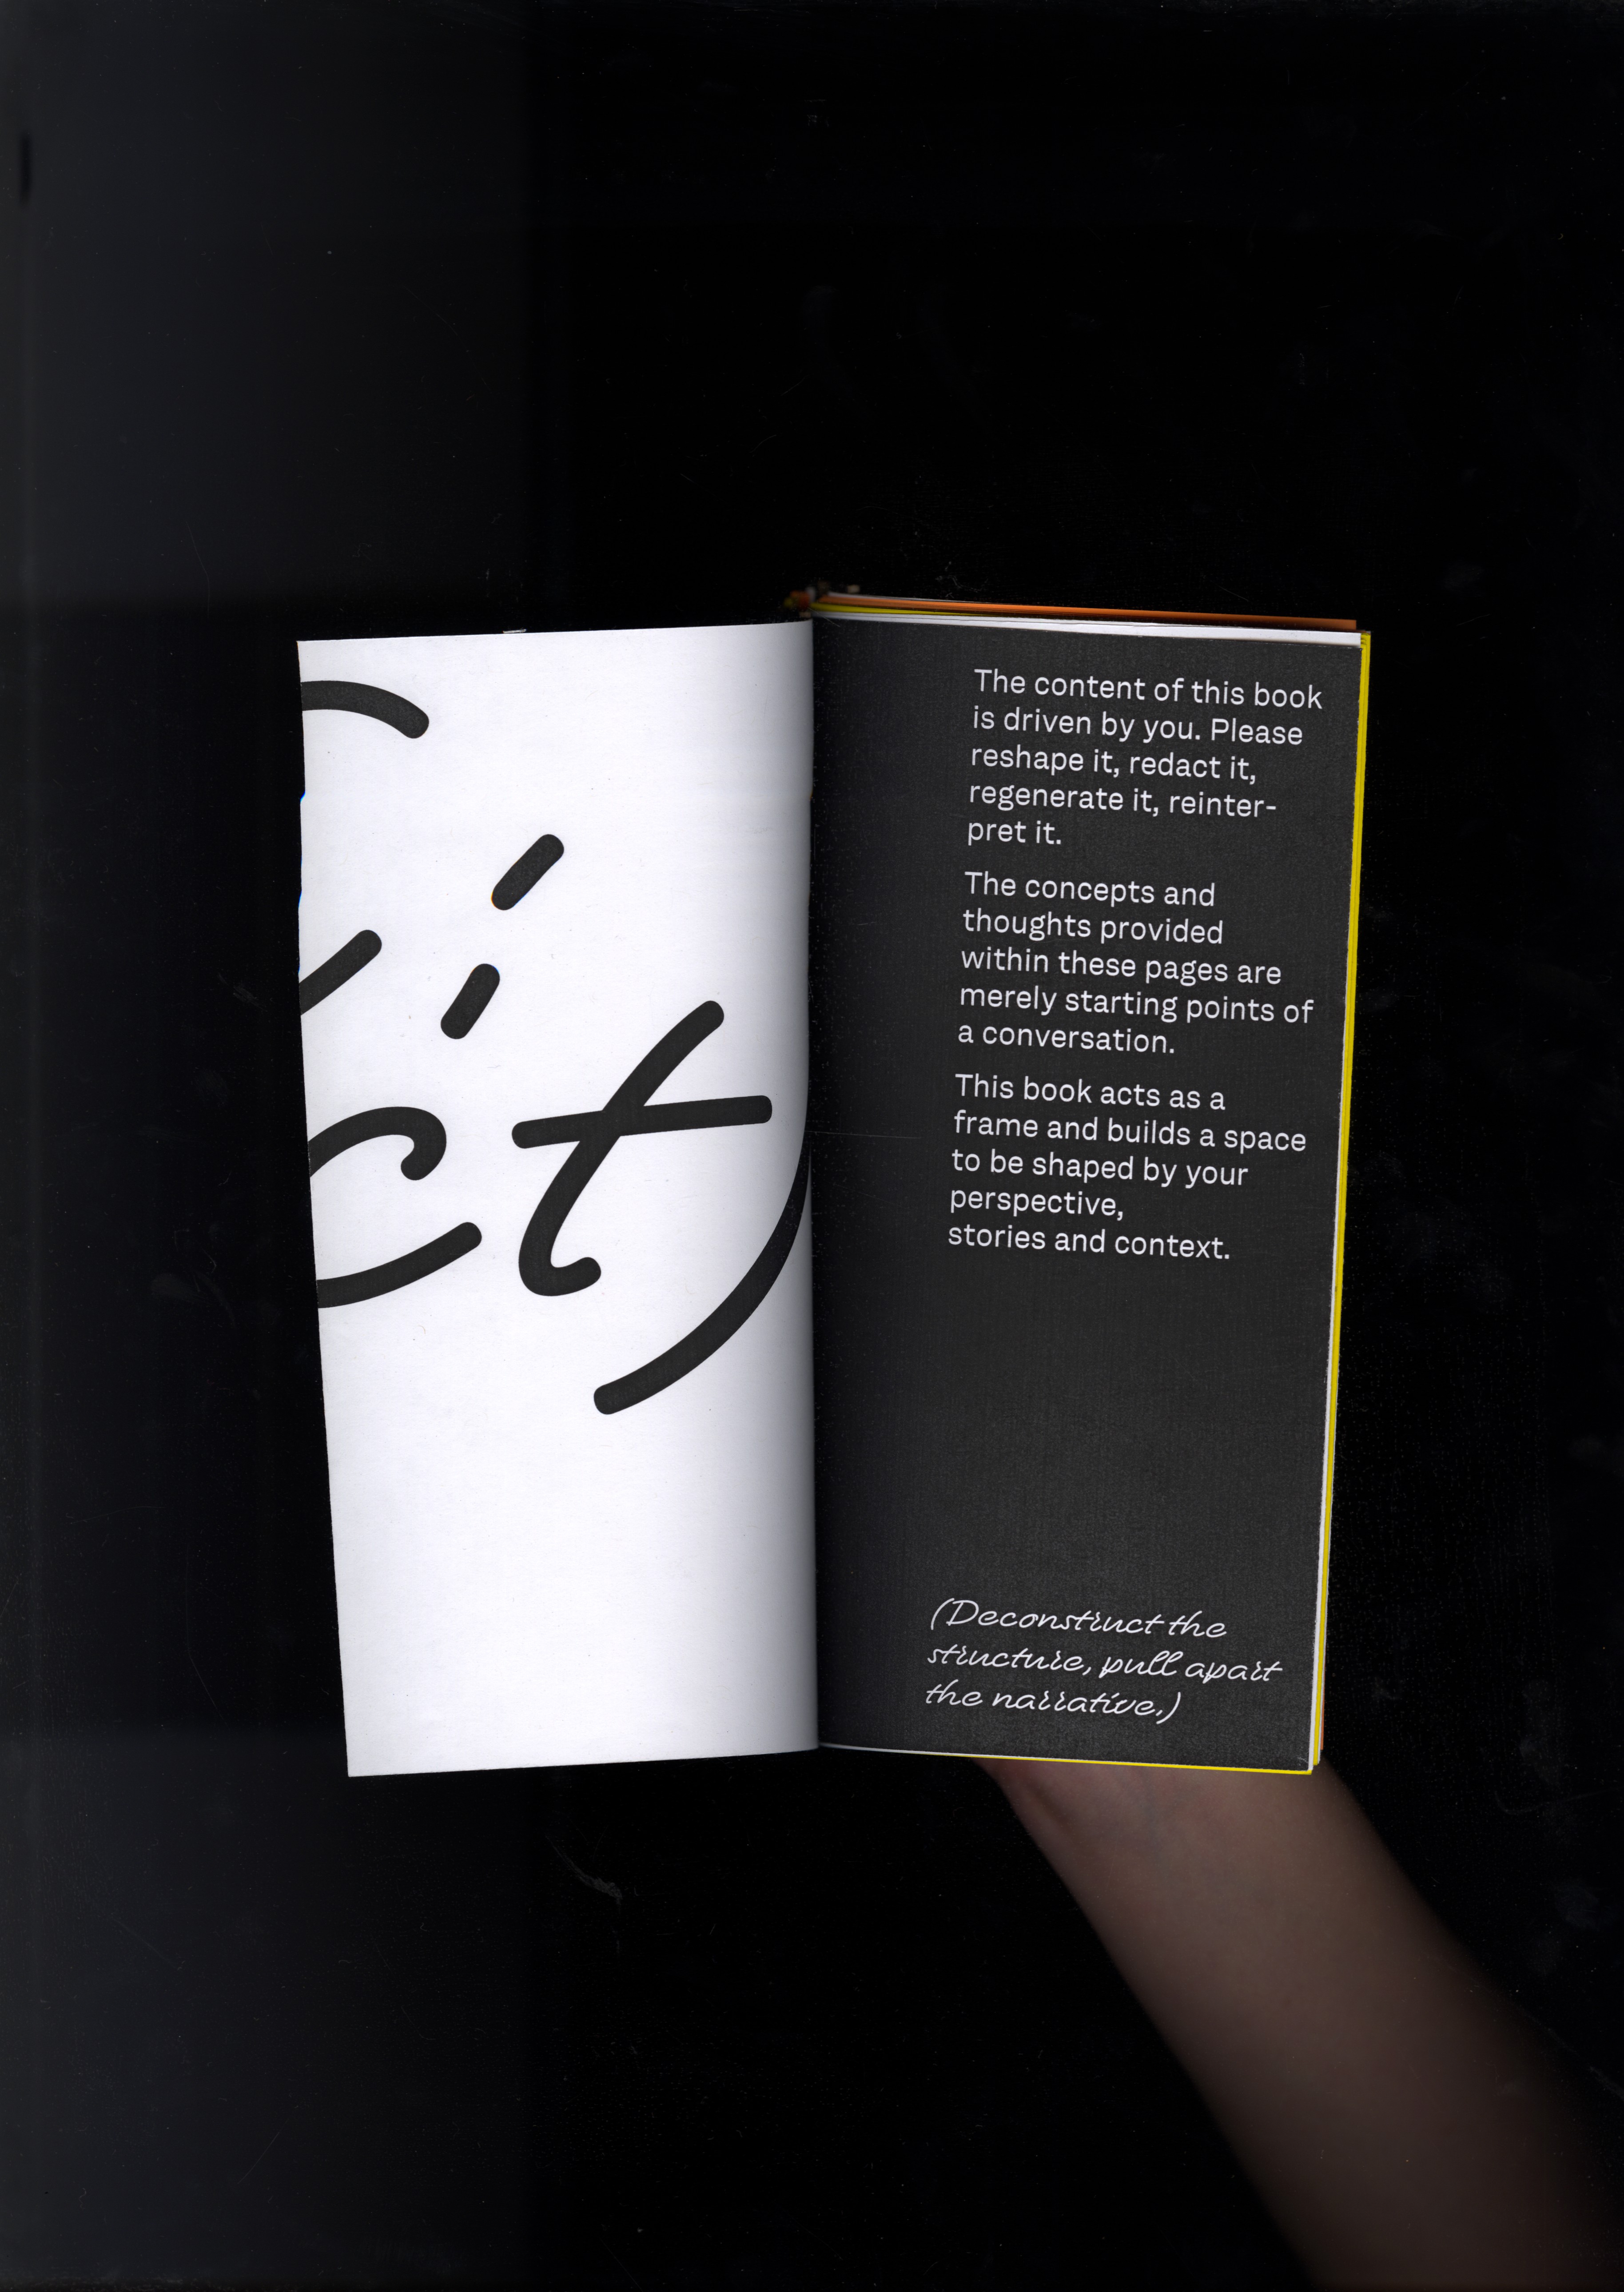 ct)
The content of this book
is driven by you. Please
reshape it, redact it,
regenerate it, reinter-
pret it.
The concepts and
thoughts provided
within these pages are
merely starting points of
a conversation.
This book acts as a
frame and builds a space
to be shaped by your
perspective,
stories and context.
(Deconstruct the
structure, pull apart
the narrative.)